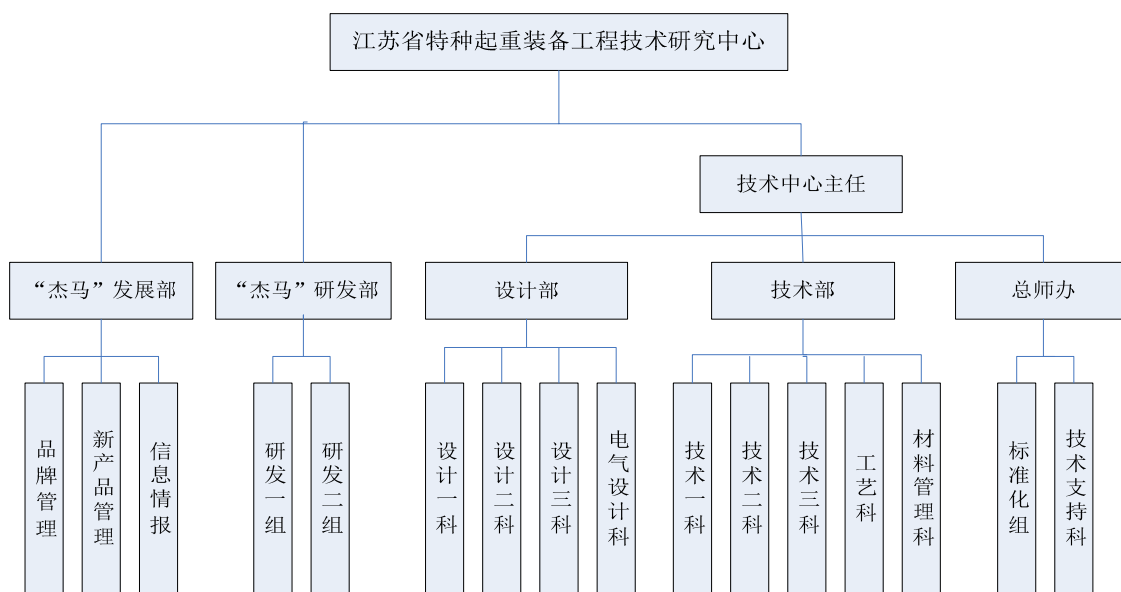 江苏省特种起重装备工程技术研究中心
技术中心主任
“杰马”发展部
“杰马”研发部
设计部
技术部
总师办
品牌管理
新产品管理
信息情报
研发一组
研发二组
设计一科
设计二科
设计三科
电气设计科
技术一科
技术二科
技术三科
工艺科
材料管理科
标准化组
技术支持科